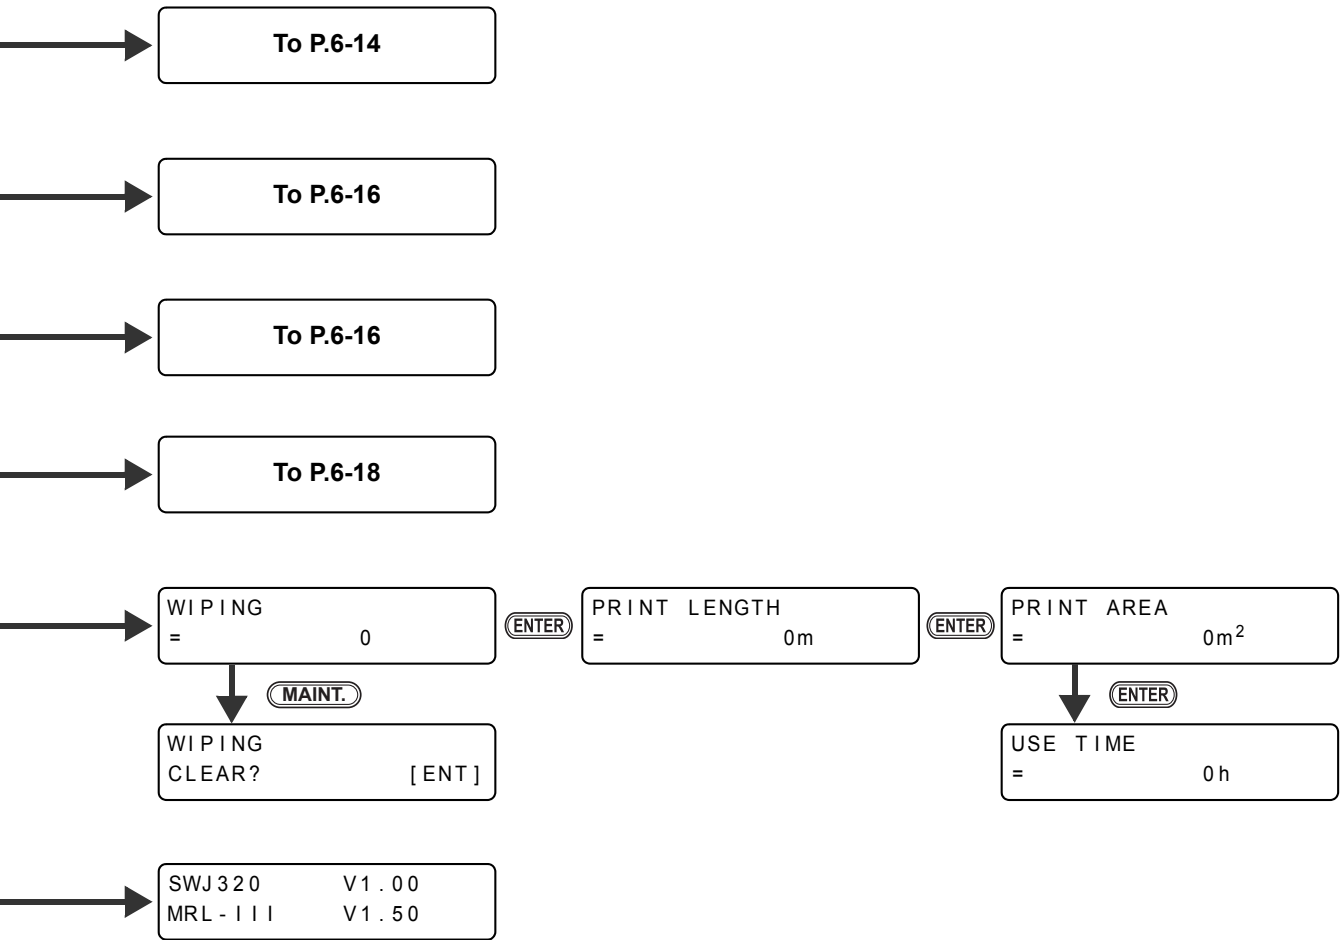 To P.6-14
To P.6-16
To P.6-16
To P.6-18
WIPING
= 0
ENTER
PRINT LENGTH
= 0m
ENTER
PRINT AREA
= 0m²
MAINT.
ENTER
WIPING
CLEAR? [ENT]
USE TIME
= 0h
SWJ320 V1.00
MRL-III V1.50